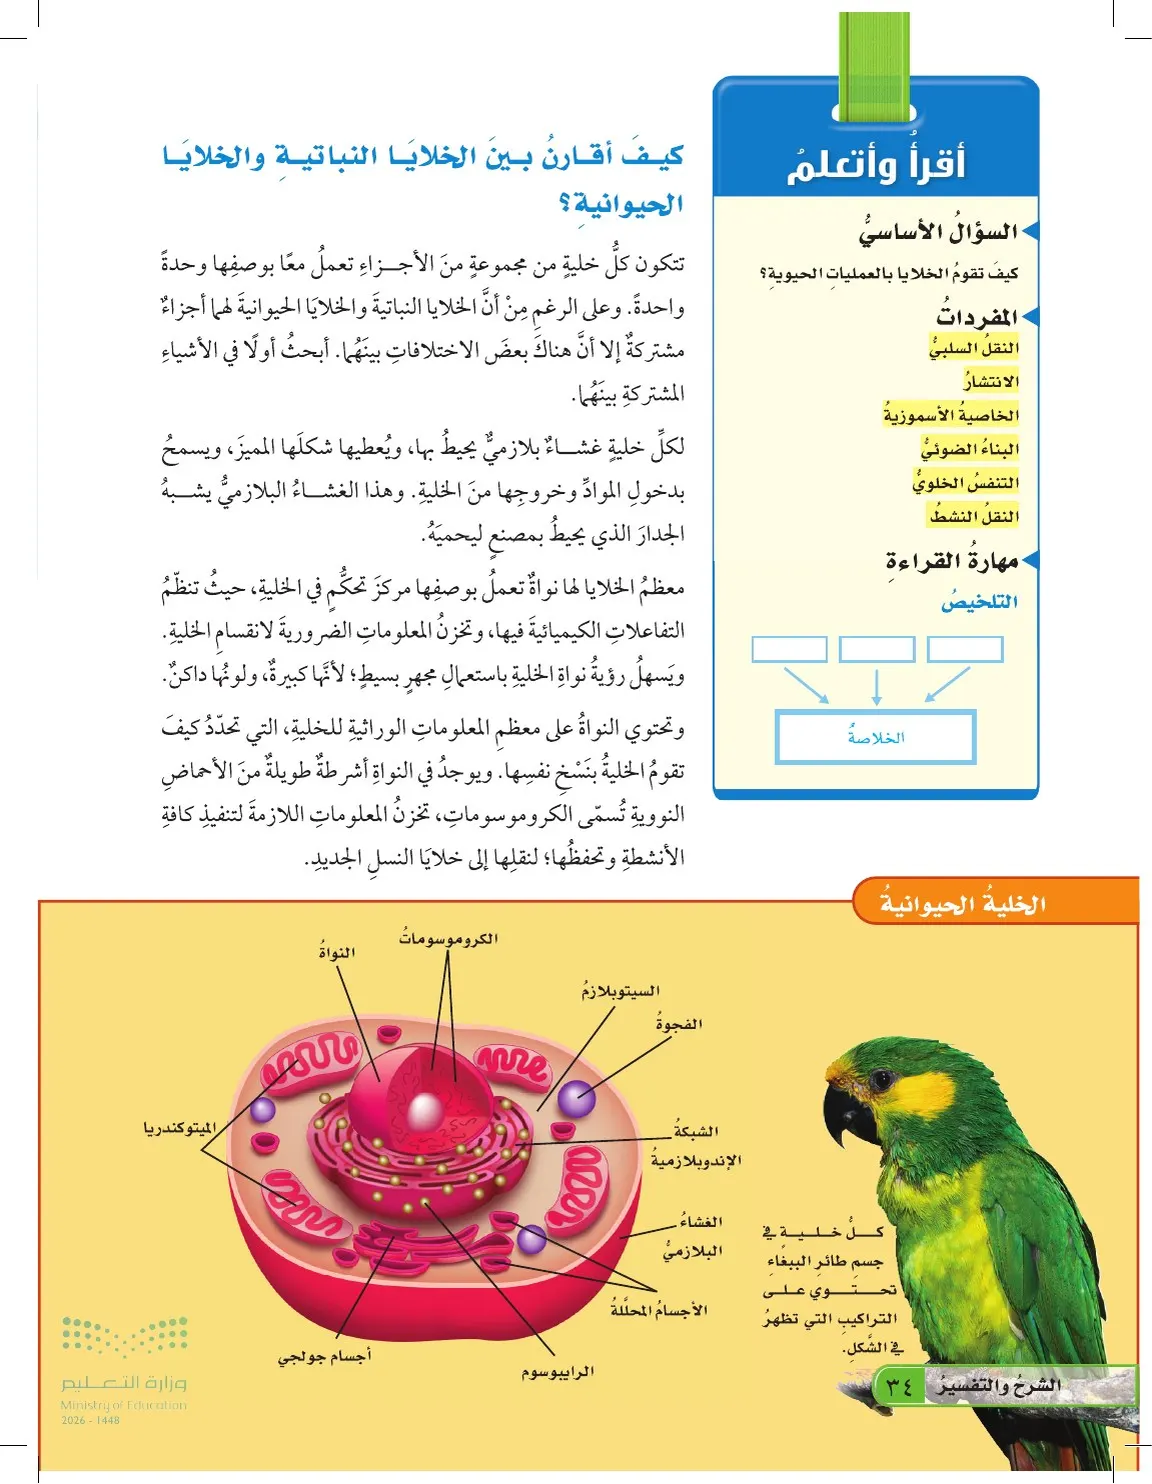 أقرأُ وأتعلمُ
السؤالُ الأساسيُّ
كيفَ تقومُ الخلايا بالعملياتِ الحيويةِ؟
المفرداتُ
النقلُ السلبيُّ
الانتشارُ
الخاصيةُ الأسموزيةُ
البناءُ الضوئيُّ
التنفسُ الخلويُّ
النقلُ النشطُ
مهارةُ القراءةِ
التلخيصُ
الخلاصةُ
كيفَ أقارنُ بينَ الخلايَا النباتيةِ والخلايَا
الحيوانيةِ؟
تتكون كلُّ خليةٍ من مجموعةٍ منَ الأجزاءِ تعملُ معًا بوصفِها وحدةً
واحدةً. وعلى الرغمِ مِنْ أنَّ الخلايا النباتيةَ والخلايَا الحيوانيةَ لهما أجزاءٌ
مشتركةٌ إلا أنَّ هناكَ بعضَ الاختلافاتِ بينَهُما. أبحثُ أولًا في الأشياءِ
المشتركةِ بينَهُما.
لكلِّ خليةٍ غشاءٌ بلازميٌّ يحيطُ بها، ويُعطيها شكلَها المميزَ، ويسمحُ
بدخولِ الموادِّ وخروجِها منَ الخليةِ. وهذا الغشاءُ البلازميُّ يشبهُ
الجدارَ الذي يحيطُ بمصنعٍ ليحميَهُ.
معظمُ الخلايا لها نواةٌ تعملُ بوصفِها مركزَ تحكُّمٍ في الخليةِ، حيثُ تنظّمُ
التفاعلاتِ الكيميائيةَ فيها، وتخزنُ المعلوماتِ الضروريةَ لانقسامِ الخليةِ.
ويَسهلُ رؤيةُ نواةِ الخليةِ باستعمالِ مجهرٍ بسيطٍ؛ لأنَّها كبيرةٌ، ولونُها داكنٌ.
وتحتوي النواةُ على معظمِ المعلوماتِ الوراثيةِ للخليةِ، التي تحدّدُ كيفَ
تقومُ الخليةُ بنَسْخِ نفسِها. ويوجدُ في النواةِ أشرطةٌ طويلةٌ منَ الأحماضِ
النوويةِ تُسمّى الكروموسوماتِ، تخزنُ المعلوماتِ اللازمةَ لتنفيذِ كافةِ
الأنشطةِ وتحفظُها؛ لنقلِها إلى خلايَا النسلِ الجديدِ.
الخليةُ الحيوانيةُ
الكروموسوماتُ
النواةُ
السيتوبلازمُ
الفجوةُ
الميتوكندريا
الشبكةُ
الإندوبلازميةُ
الغشاءُ
البلازميُّ
الأجسامُ المحلَّلةُ
أجسام جولجي
الرايبوسوم
كلُّ خليةٍ في
جسمِ طائرِ الببغاءِ
تحتوي على
التراكيبِ التي تظهرُ
في الشَّكلِ.
وزارة التعليم
Ministry of Education
2026 - 1448
الشرحُ والتفسيرُ ٣٤